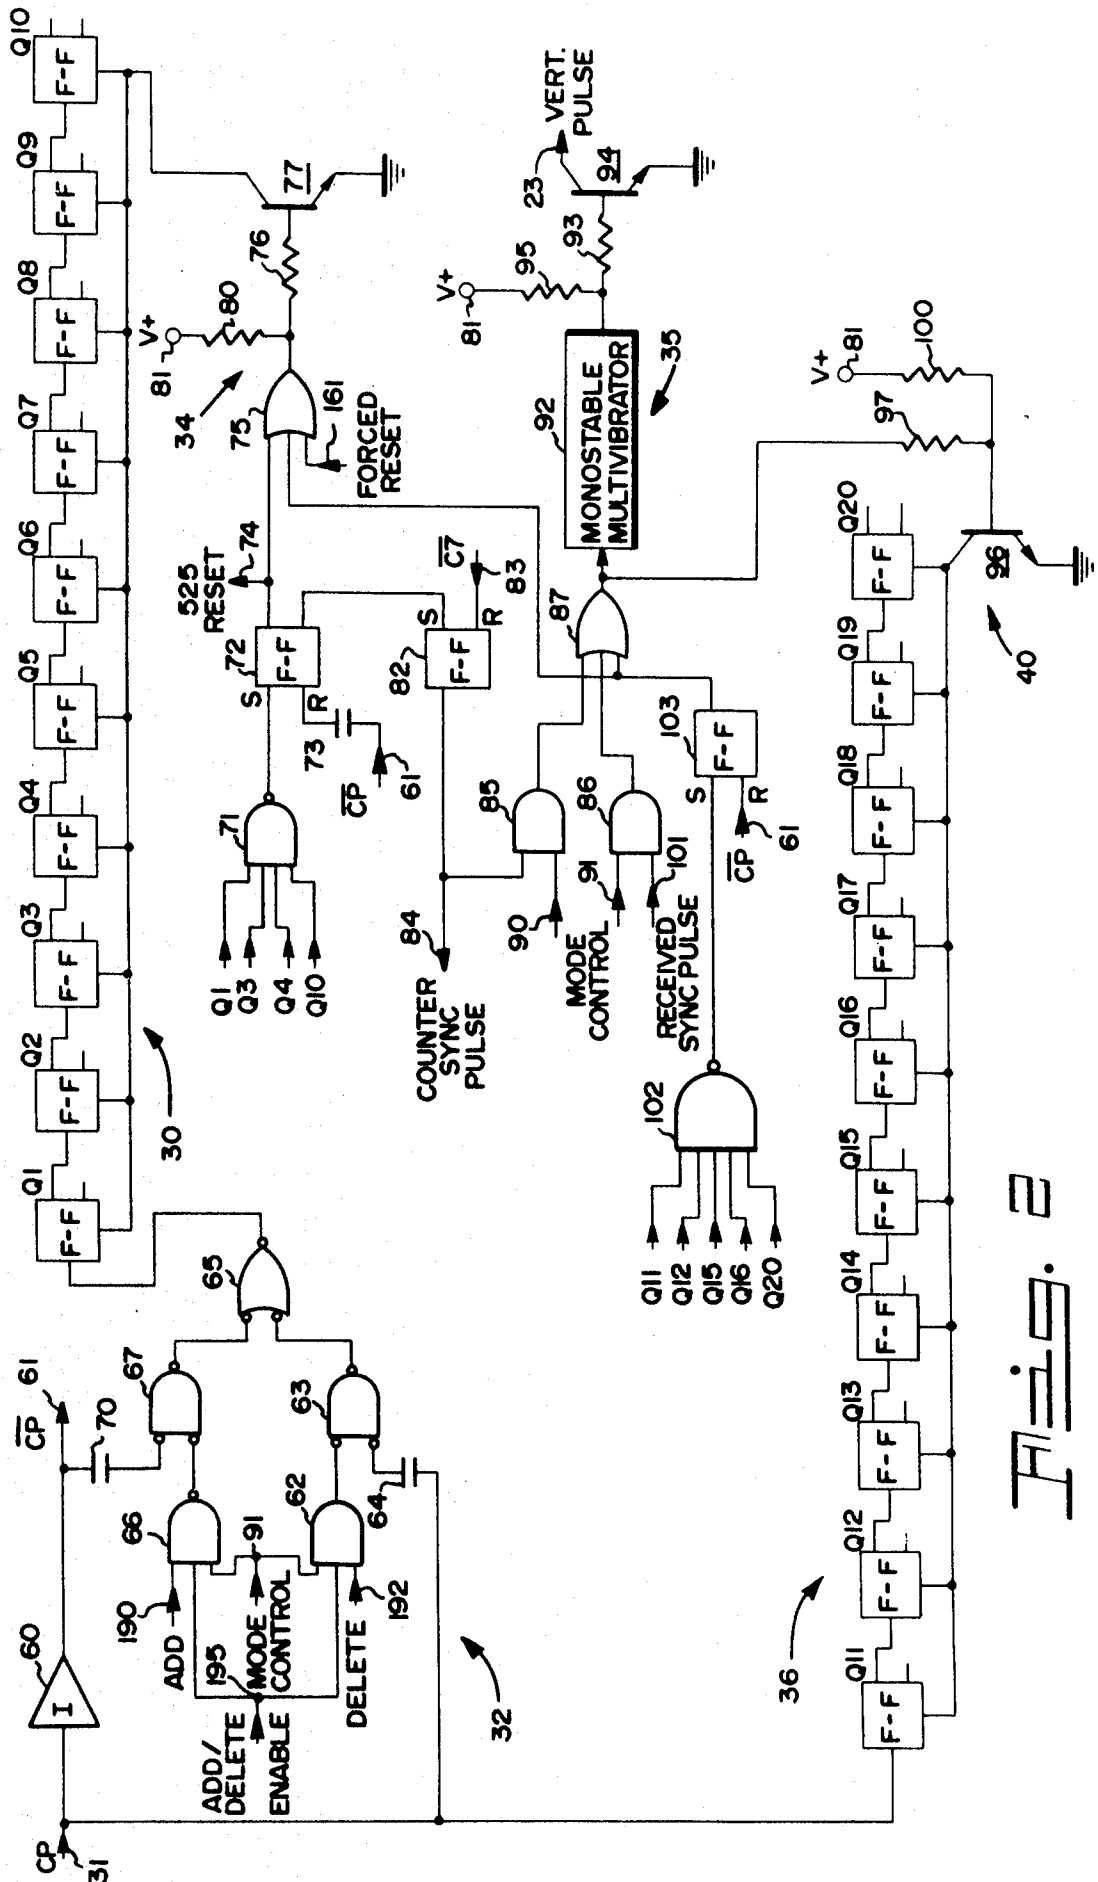 CP
31
I
60
CP
61
70
67
66
190
ADD
195
ADD/
DELETE
ENABLE
MODE
CONTROL
91
DELETE
192
62
64
63
65
32
30
Q1
Q2
Q3
Q4
Q5
Q6
Q7
Q8
Q9
Q10
F-F
F-F
F-F
F-F
F-F
F-F
F-F
F-F
F-F
F-F
Q1
Q3
Q4
Q10
71
S
72
F-F
R
73
CP
61
525
RESET
74
75
34
161
FORCED
RESET
81
V+
80
76
77
COUNTER
SYNC
PULSE
84
82
S
F-F
R
C7
83
85
90
86
91
MODE
CONTROL
101
RECEIVED
SYNC PULSE
87
92
MONOSTABLE
MULTIVIBRATOR
35
81
V+
95
93
94
23
VERT.
PULSE
Q11
Q12
Q15
Q16
Q20
102
S
103
F-F
R
CP
61
V+
81
97
100
96
40
36
Q11
Q12
Q13
Q14
Q15
Q16
Q17
Q18
Q19
Q20
F-F
F-F
F-F
F-F
F-F
F-F
F-F
F-F
F-F
F-F
Fig. 2